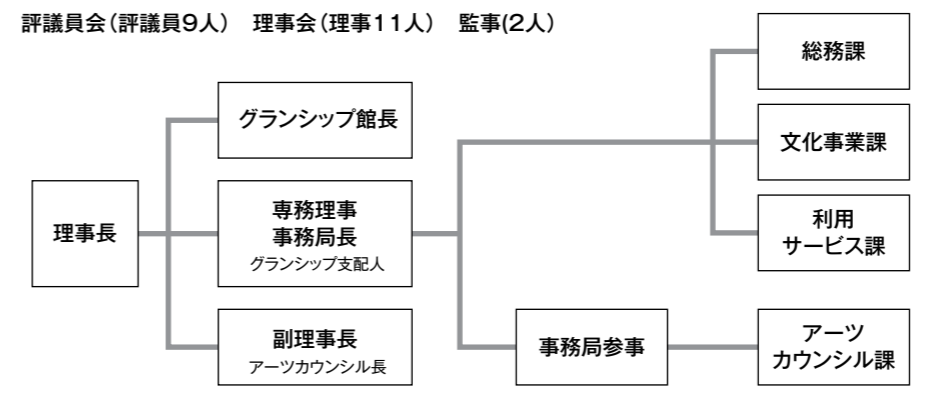 評議員会（評議員9人） 理事会（理事11人） 監事(2人）
理事長
グランシップ館長
専務理事
事務局長
グランシップ支配人
副理事長
アーツカウンシル長
事務局参事
総務課
文化事業課
利用
サービス課
アーツ
カウンシル課